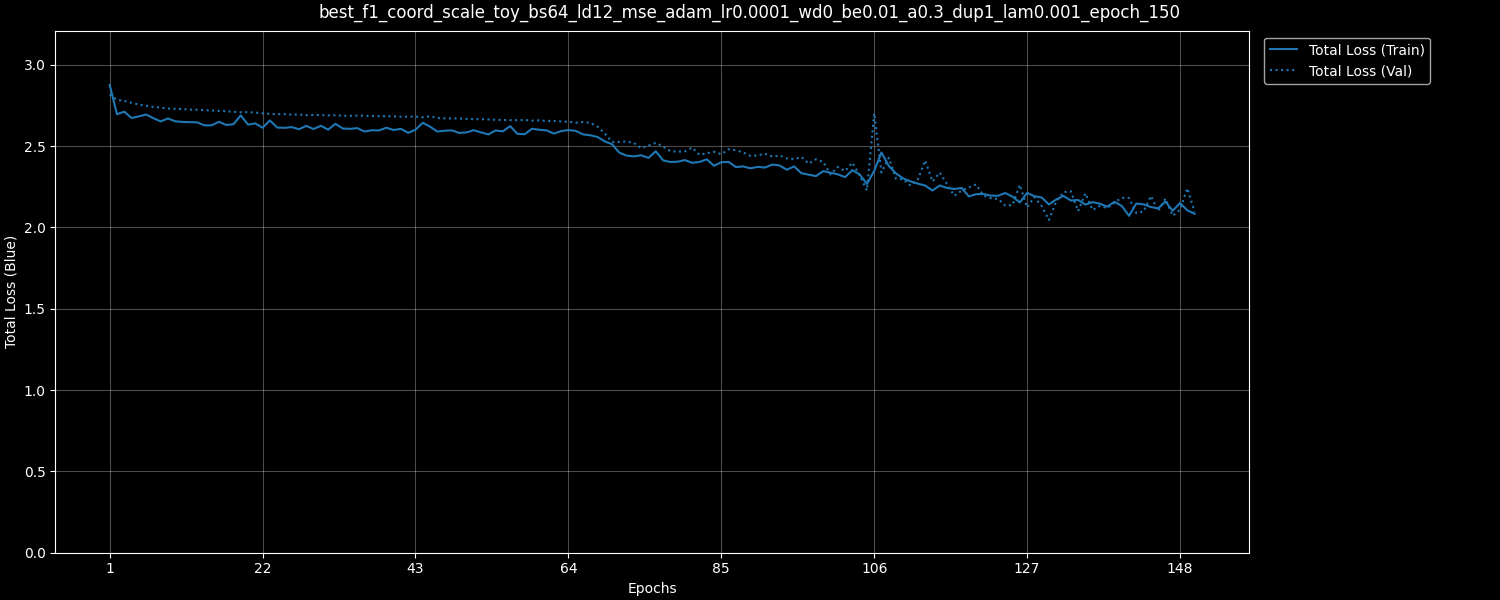 best_f1_coord_scale_toy_bs64_ld12_mse_adam_lr0.0001_wd0_be0.01_a0.3_dup1_lam0.001_epoch_150
Total Loss (Train)
Total Loss (Val)
3.0
2.5
2.0
1.5
1.0
0.5
0.0
Total Loss (Blue)
1 22 43 64 85 106 127 148
Epochs